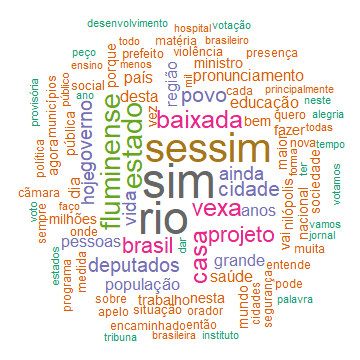 desenvolvimento hospital votação
peço todo matéria brasileiro
ensino menos prefeito violência presença
provisória público ano social porque país ministro
municípios desta região pronunciamento
política agora pública governo vez mil cada principalmente
povo educação neste
hoje fluminense estado baixada bem quero alegria
fazer todas
sessim maior nova tempo
câmara dia vida sim ainda forma
sempre milhões cidade nilópolis ter sociedade
voto faço onde rio vexa anos nacional votamos
pessoas brasil dar casa projeto vai vamos
estados programa medida deputados grande muita jornal
população saúde entende
sobre trabalho nesta mundo cidades segurança pode
apelo situação orador palavra
encaminhado então
tribuna brasileira instituto